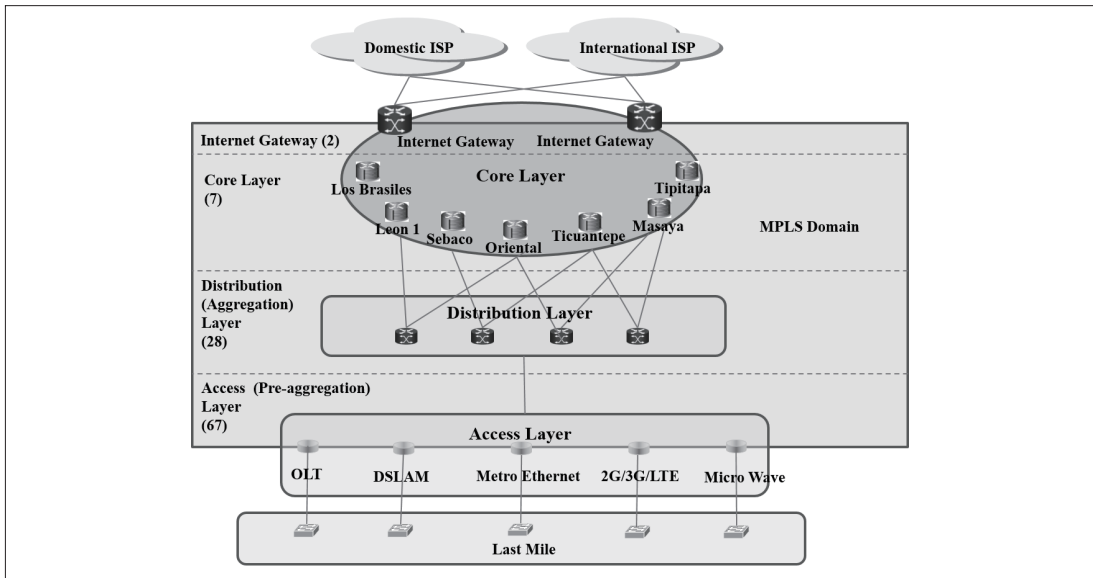 Domestic ISP
International ISP
Internet Gateway (2)
Internet Gateway
Internet Gateway
Core Layer
(7)
Core Layer
Los Brasiles
Tipitapa
Leon 1
Sebaco
Oriental
Ticuantepe
Masaya
MPLS Domain
Distribution
(Aggregation)
Layer
(28)
Distribution Layer
Access (Pre-aggregation)
Layer
(67)
Access Layer
OLT
DSLAM
Metro Ethernet
2G/3G/LTE
Micro Wave
Last Mile